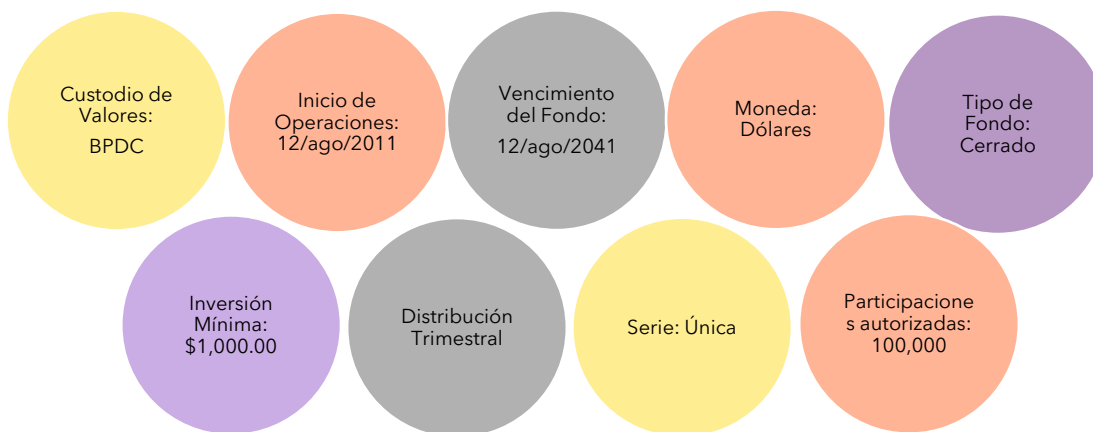 Custodio de
Valores:
BPDC
Inicio de
Operaciones:
12/ago/2011
Vencimiento
del Fondo:
12/ago/2041
Moneda:
Dólares
Tipo de
Fondo:
Cerrado
Inversión
Mínima:
$1,000.00
Distribución
Trimestral
Serie: Única
Participacione
s autorizadas:
100,000